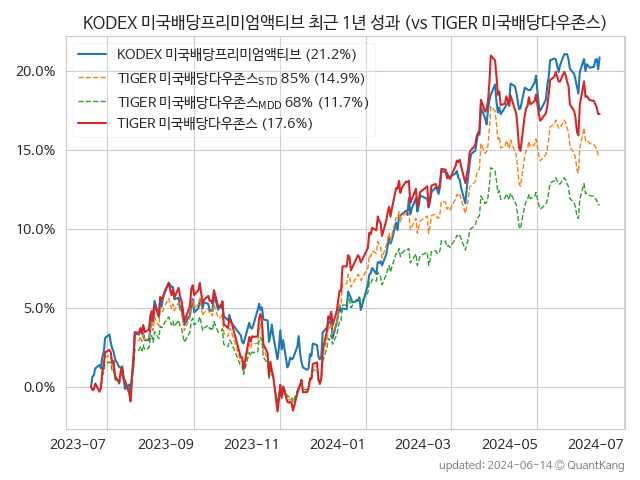 KODEX 미국배당프리미엄액티브 최근 1년 성과 (vs TIGER 미국배당다우존스)
KODEX 미국배당프리미엄액티브 (21.2%)
TIGER 미국배당다우존스STD 85% (14.9%)
TIGER 미국배당다우존스MDD 68% (11.7%)
TIGER 미국배당다우존스 (17.6%)
20.0%
15.0%
10.0%
5.0%
0.0%
2023-07 2023-09 2023-11 2024-01 2024-03 2024-05 2024-07
updated: 2024-06-14 ⓒ QuantKang